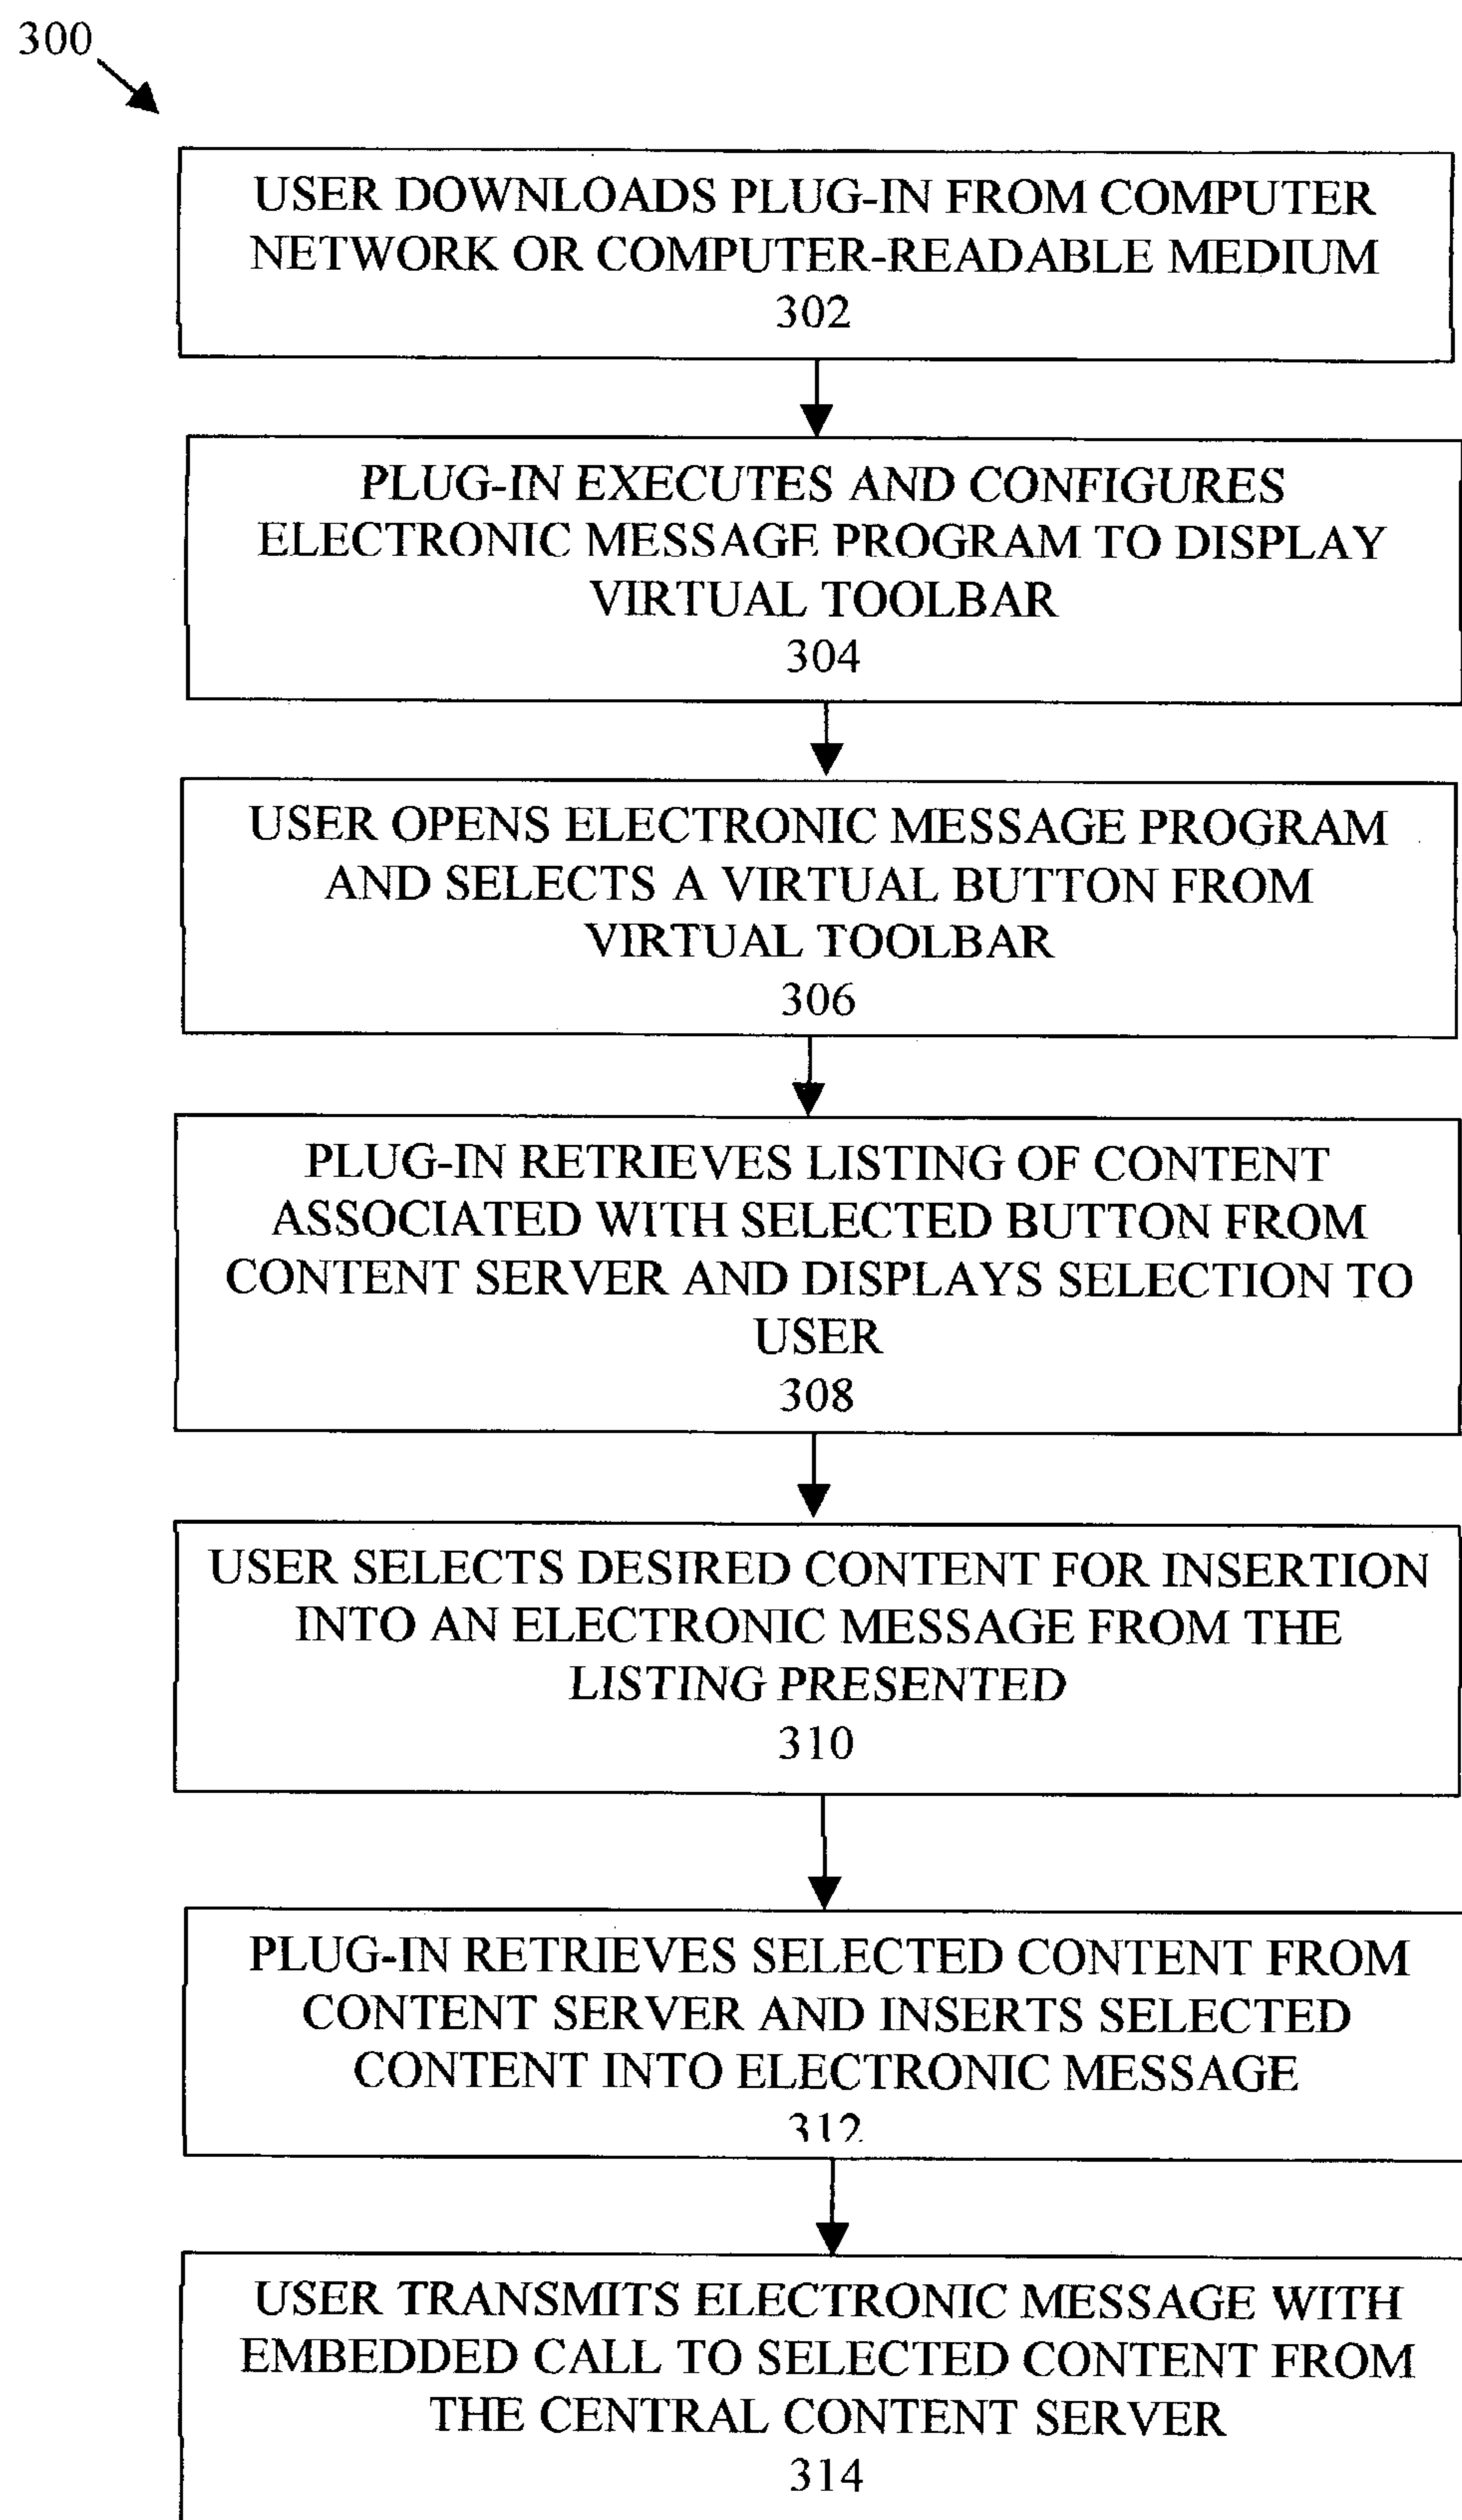 300
USER DOWNLOADS PLUG-IN FROM COMPUTER
NETWORK OR COMPUTER-READABLE MEDIUM
302
PLUG-IN EXECUTES AND CONFIGURES
ELECTRONIC MESSAGE PROGRAM TO DISPLAY
VIRTUAL TOOLBAR
304
USER OPENS ELECTRONIC MESSAGE PROGRAM
AND SELECTS A VIRTUAL BUTTON FROM
VIRTUAL TOOLBAR
306
PLUG-IN RETRIEVES LISTING OF CONTENT
ASSOCIATED WITH SELECTED BUTTON FROM
CONTENT SERVER AND DISPLAYS SELECTION TO
USER
308
USER SELECTS DESIRED CONTENT FOR INSERTION
INTO AN ELECTRONIC MESSAGE FROM THE
LISTING PRESENTED
310
PLUG-IN RETRIEVES SELECTED CONTENT FROM
CONTENT SERVER AND INSERTS SELECTED
CONTENT INTO ELECTRONIC MESSAGE
312
USER TRANSMITS ELECTRONIC MESSAGE WITH
EMBEDDED CALL TO SELECTED CONTENT FROM
THE CENTRAL CONTENT SERVER
314